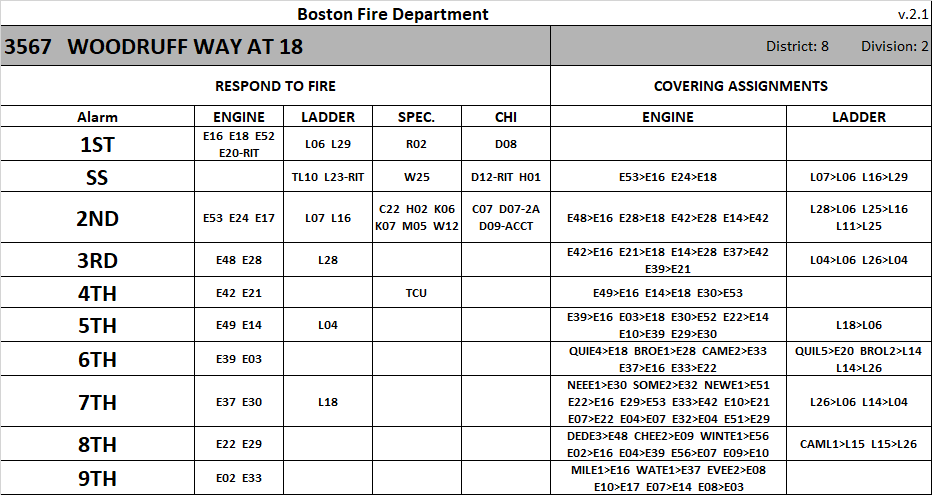 Boston Fire Department v.2.1
3567 WOODRUFF WAY AT 18 District: 8 Division: 2
RESPOND TO FIRE COVERING ASSIGNMENTS
Alarm ENGINE LADDER SPEC. CHI ENGINE LADDER
1ST E16 E18 E52 L06 L29 R02 D08
E20-RIT
SS TL10 L23-RIT W25 D12-RIT H01 E53>E16 E24>E18 L07>L06 L16>L29
2ND E53 E24 E17 L07 L16 C22 H02 K06 C07 D07-2A E48>E16 E28>E18 E42>E28 E14>E42 L28>L06 L25>L16
K07 M05 W12 D09-ACCT L11>L25
3RD E48 E28 L28 E42>E16 E21>E18 E14>E28 E37>E42 L04>L06 L26>L04
E39>E21
4TH E42 E21 TCU E49>E16 E14>E18 E30>E53
5TH E49 E14 L04 E39>E16 E03>E18 E30>E52 E22>E14 L18>L06
E10>E39 E29>E30
6TH E39 E03 QUIE4>E18 BROE1>E28 CAME2>E33 QUIL5>E20 BROL2>L14
E37>E16 E33>E22 L14>L26
7TH E37 E30 L18 NEEE1>E30 SOME2>E32 NEWE1>E51 L26>L06 L14>L04
E22>E16 E29>E53 E33>E42 E10>E21
E07>E22 E04>E07 E32>E04 E51>E29
8TH E22 E29 DEDE3>E48 CHEE2>E09 WINTE1>E56 CAML1>L15 L15>L26
E02>E16 E04>E39 E56>E07 E09>E10
9TH E02 E33 MILE1>E16 WATE1>E37 EVEE2>E08
E10>E17 E07>E14 E08>E03